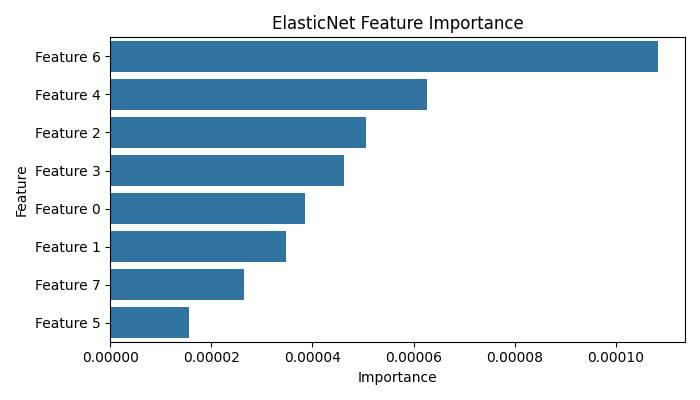 ElasticNet Feature Importance
Feature
Feature 6
Feature 4
Feature 2
Feature 3
Feature 0
Feature 1
Feature 7
Feature 5
0.00000 0.00002 0.00004 0.00006 0.00008 0.00010
Importance